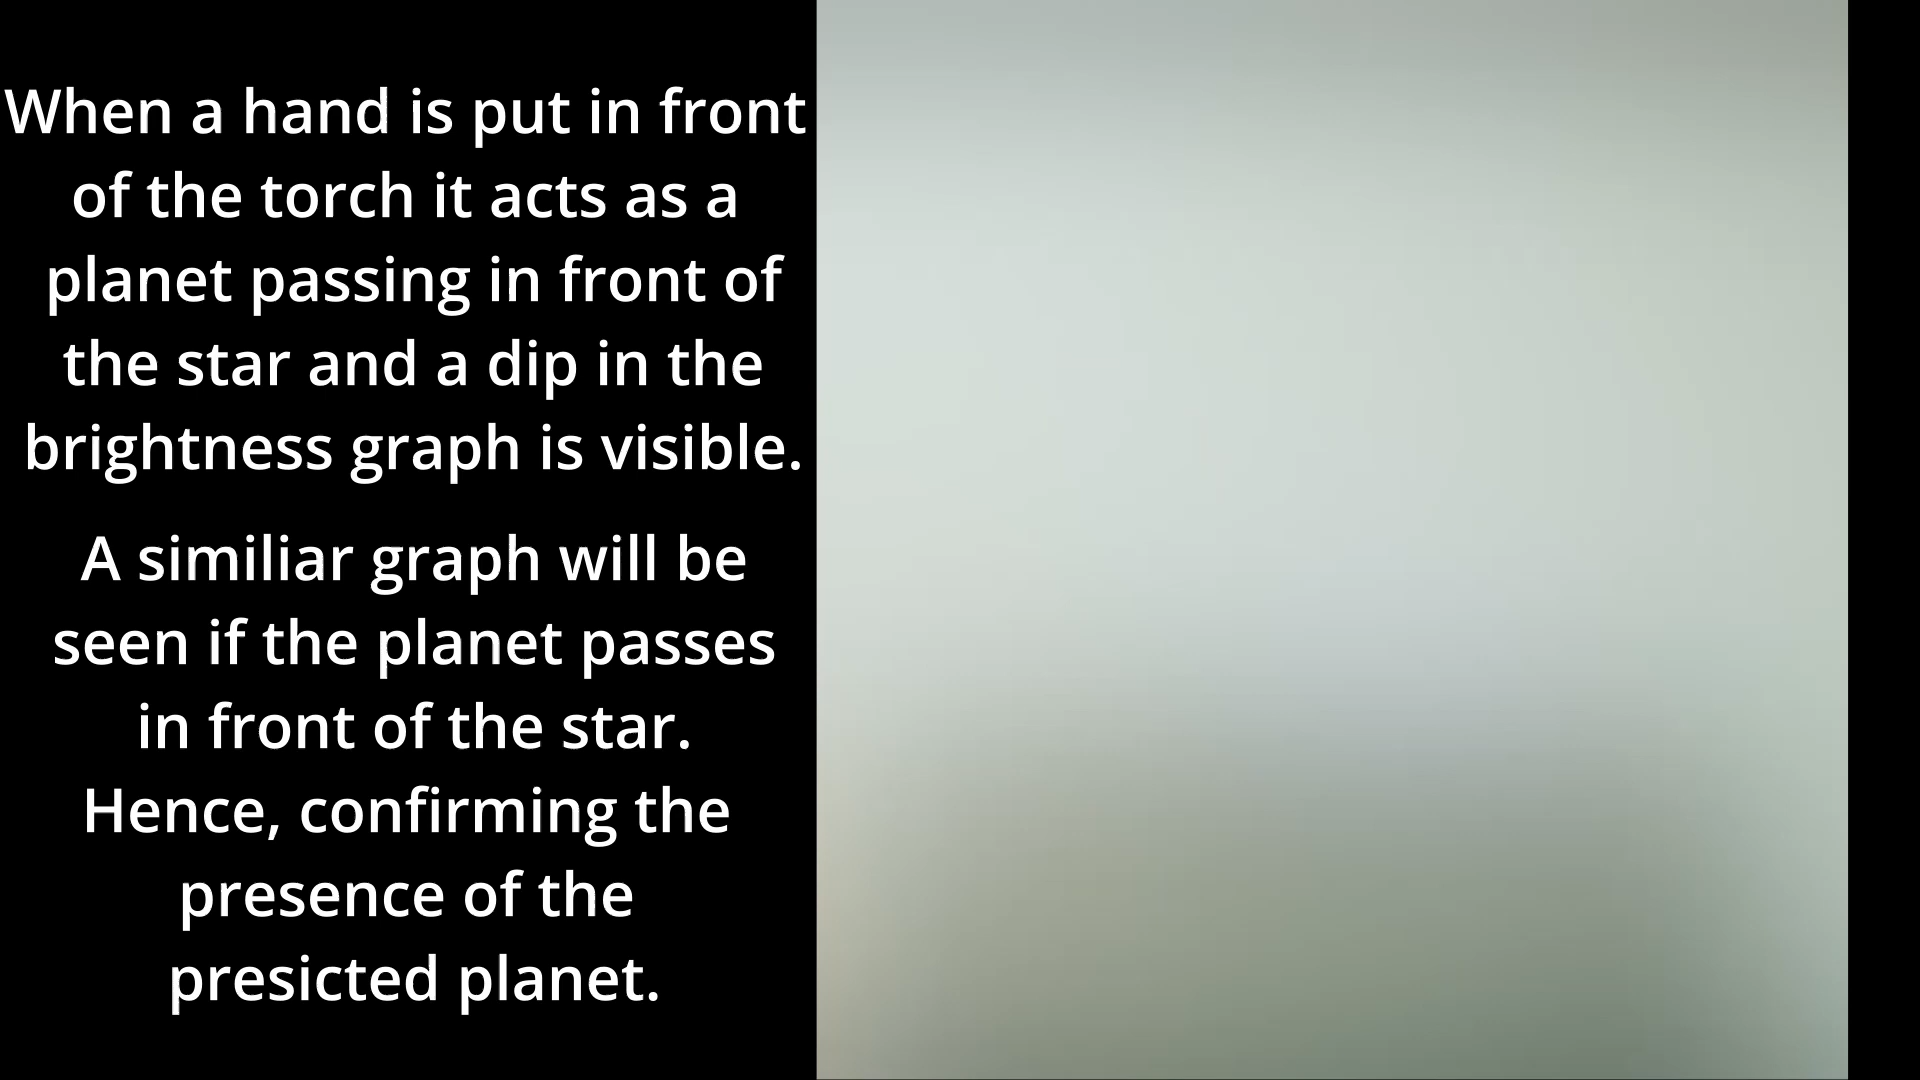 When a hand is put in front
of the torch it acts as a
planet passing in front of
the star and a dip in the
brightness graph is visible.
A similiar graph will be
seen if the planet passes
in front of the star.
Hence, confirming the
presence of the
presicted planet.